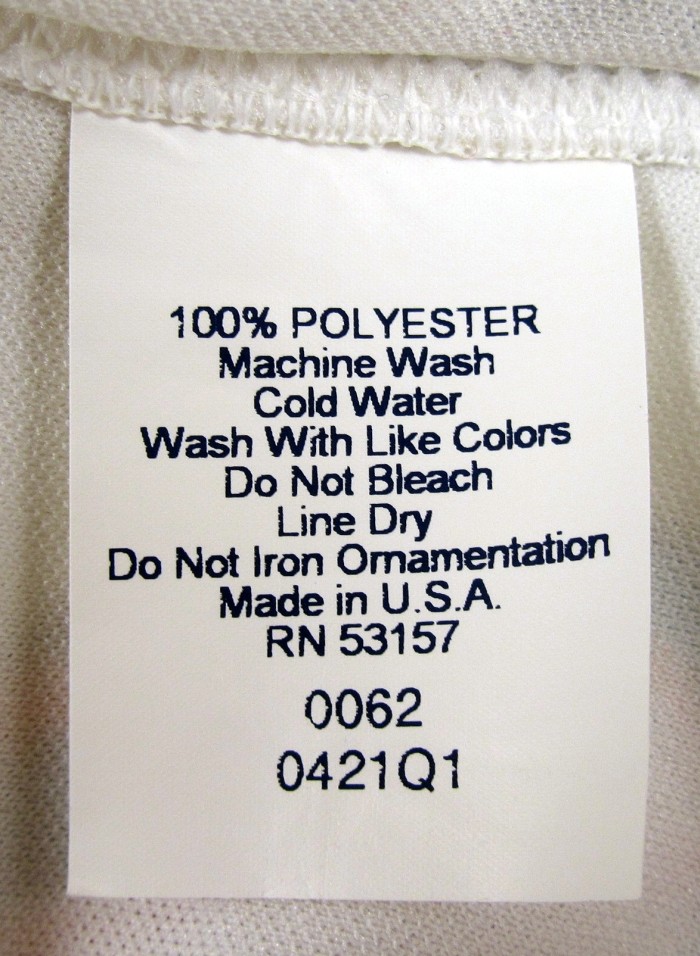 100% POLYESTER
Machine Wash
Cold Water
Wash With Like Colors
Do Not Bleach
Line Dry
Do Not Iron Ornamentation
Made in U.S.A.
RN 53157
0062
0421Q1